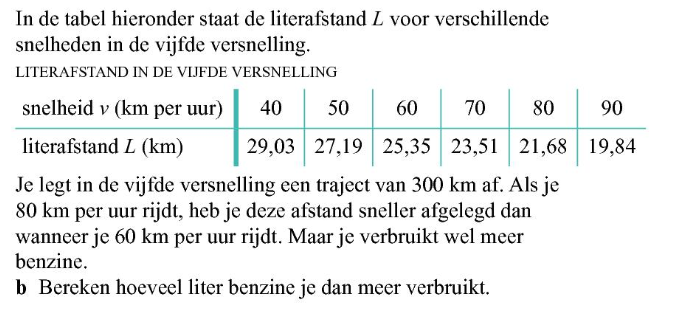 In de tabel hieronder staat de literafstand L voor verschillende
snelheden in de vijfde versnelling.
LITERAFSTAND IN DE VIJFDE VERSNELLING
snelheid v (km per uur) 40 50 60 70 80 90
literafstand L (km) 29,03 27,19 25,35 23,51 21,68 19,84
Je legt in de vijfde versnelling een traject van 300 km af. Als je
80 km per uur rijdt, heb je deze afstand sneller afgelegd dan
wanneer je 60 km per uur rijdt. Maar je verbruikt wel meer
benzine.
b Bereken hoeveel liter benzine je dan meer verbruikt.